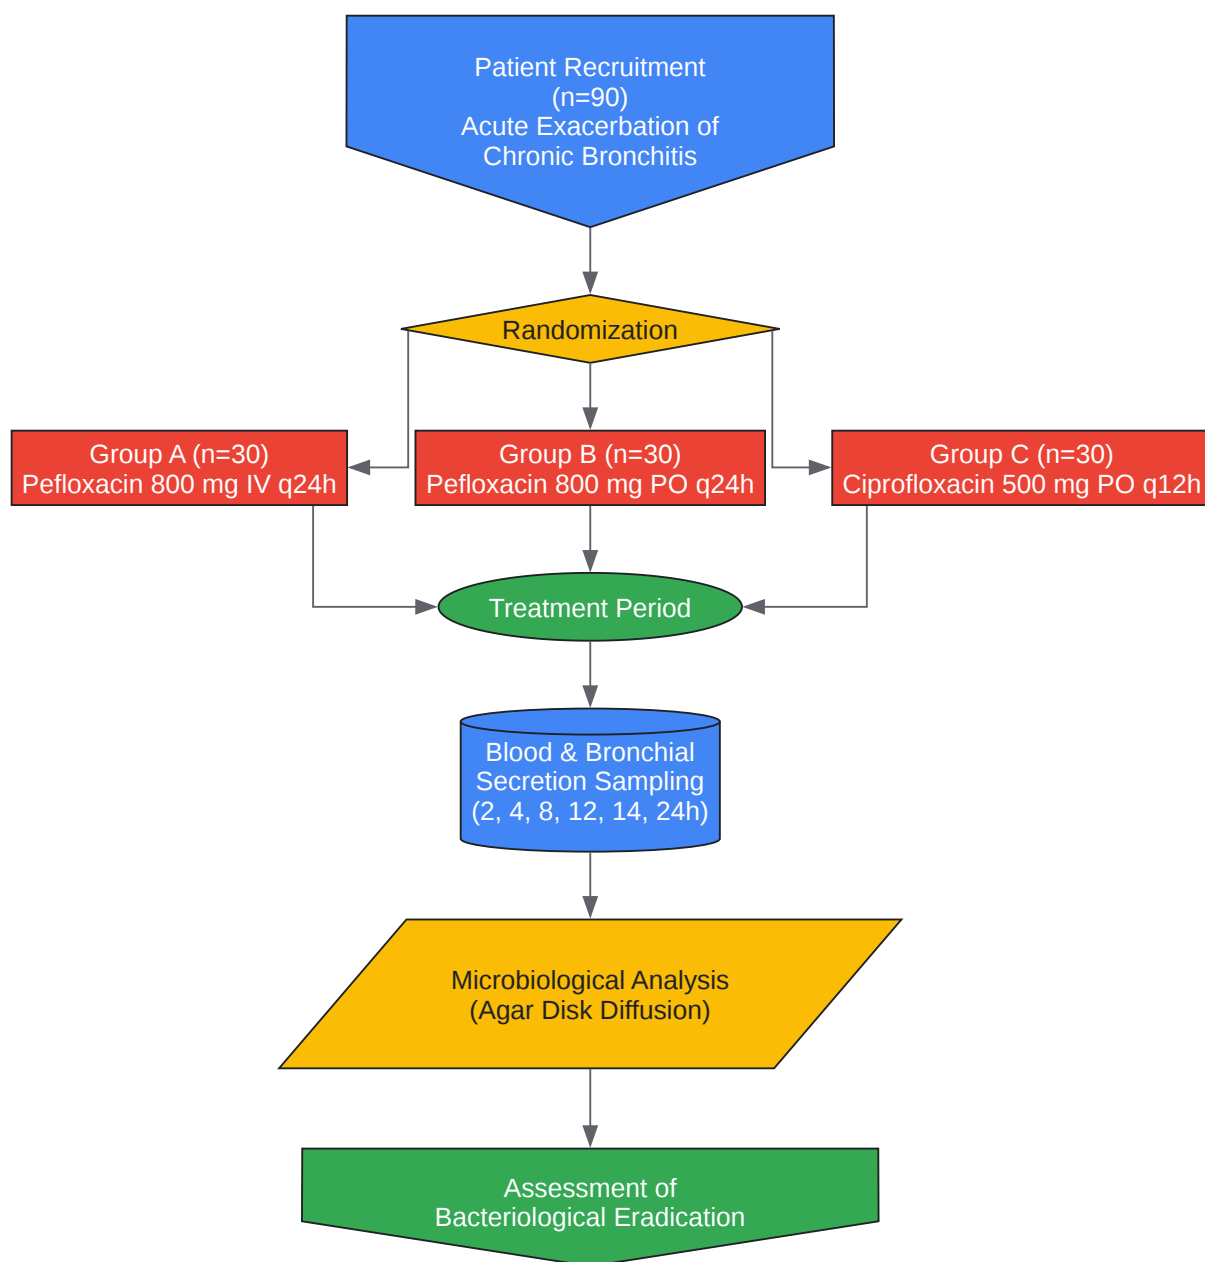 Patient Recruitment
(n=90)
Acute Exacerbation of
Chronic Bronchitis
Randomization
Group A (n=30)
Pefloxacin 800 mg IV q24h
Group B (n=30)
Pefloxacin 800 mg PO q24h
Group C (n=30)
Ciprofloxacin 500 mg PO q12h
Treatment Period
Blood & Bronchial
Secretion Sampling
(2, 4, 8, 12, 14, 24h)
Microbiological Analysis
(Agar Disk Diffusion)
Assessment of
Bacteriological Eradication